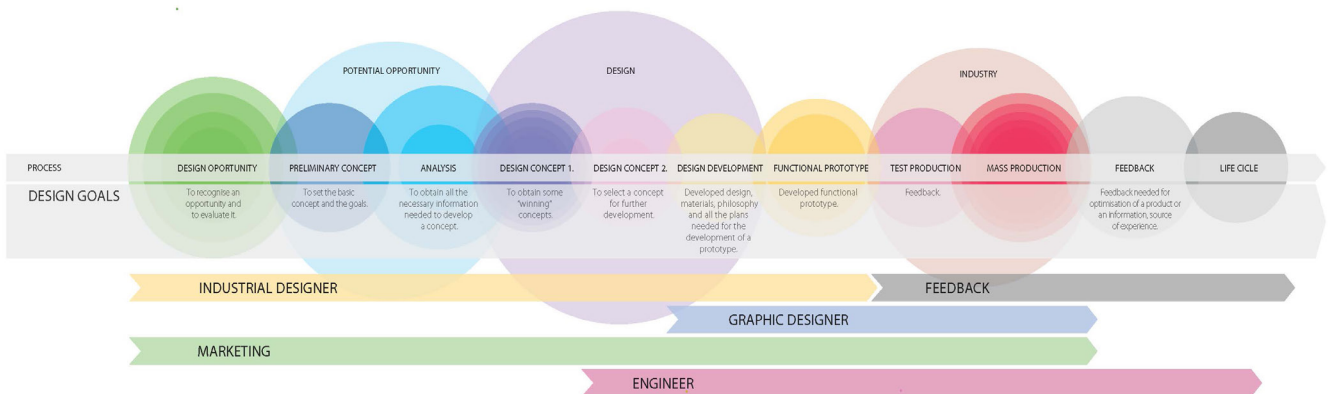 POTENTIAL OPPORTUNITY
DESIGN
INDUSTRY
PROCESS
DESIGN OPORTUNITY
PRELIMINARY CONCEPT
ANALYSIS
DESIGN CONCEPT 1.
DESIGN CONCEPT 2.
DESIGN DEVELOPMENT
FUNCTIONAL PROTOTYPE
TEST PRODUCTION
MASS PRODUCTION
FEEDBACK
LIFE CICLE
DESIGN GOALS
To recognise an
opportunity and
to evaluate it.
To set the basic
concept and the goals.
To obtain all the
necessary information
needed to develop
a concept.
To obtain some
"winning"
concepts.
To select a concept
for further
development.
Developed design,
materials, philosophy
and all the plans
needed for the
development of a
prototype.
Developed functional
prototype.
Feedback.
Feedback needed for
optimisation of a product or
an information, source
of experience.
INDUSTRIAL DESIGNER
FEEDBACK
GRAPHIC DESIGNER
MARKETING
ENGINEER